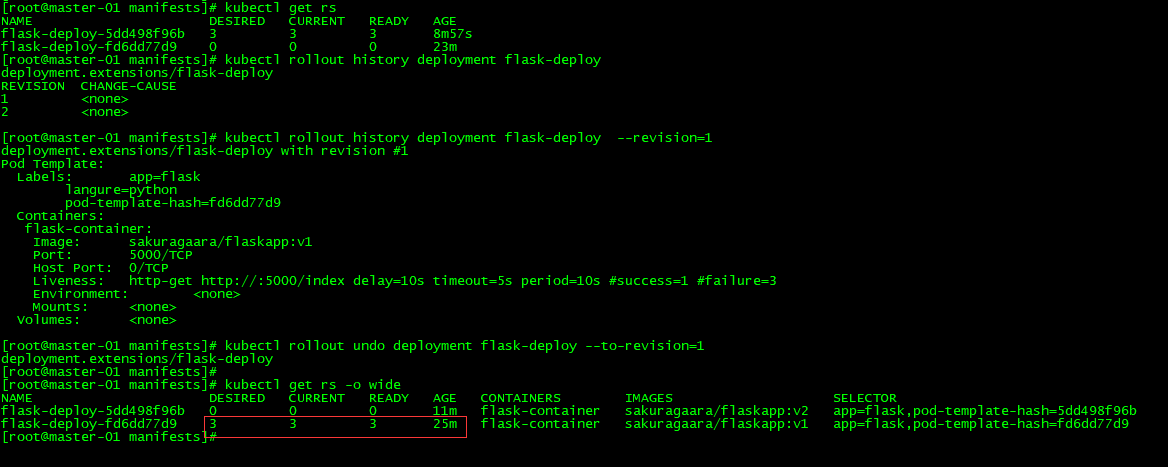 [root@master-01 manifests]# kubectl get rs
NAME                      DESIRED   CURRENT   READY   AGE
flask-deploy-5dd498f96b   3         3         3       8m57s
flask-deploy-fd6dd77d9    0         0         0       23m
[root@master-01 manifests]# kubectl rollout history deployment flask-deploy
deployment.extensions/flask-deploy
REVISION  CHANGE-CAUSE
1         <none>
2         <none>
[root@master-01 manifests]# kubectl rollout history deployment flask-deploy  --revision=1
deployment.extensions/flask-deploy with revision #1
Pod Template:
  Labels:       app=flask
        langure=python
        pod-template-hash=fd6dd77d9
  Containers:
   flask-container:
    Image:      sakuragaara/flaskapp:v1
    Port:       5000/TCP
    Host Port:  0/TCP
    Liveness:   http-get http://:5000/index delay=10s timeout=5s period=10s #success=1 #failure=3
    Environment:        <none>
    Mounts:     <none>
  Volumes:      <none>
[root@master-01 manifests]# kubectl rollout undo deployment flask-deploy --to-revision=1
deployment.extensions/flask-deploy
[root@master-01 manifests]#
[root@master-01 manifests]# kubectl get rs -o wide
NAME                      DESIRED   CURRENT   READY   AGE   CONTAINERS        IMAGES                    SELECTOR
flask-deploy-5dd498f96b   0         0         0       11m   flask-container   sakuragaara/flaskapp:v2   app=flask,pod-template-hash=5dd498f96b
flask-deploy-fd6dd77d9    3         3         3       25m   flask-container   sakuragaara/flaskapp:v1   app=flask,pod-template-hash=fd6dd77d9
[root@master-01 manifests]#